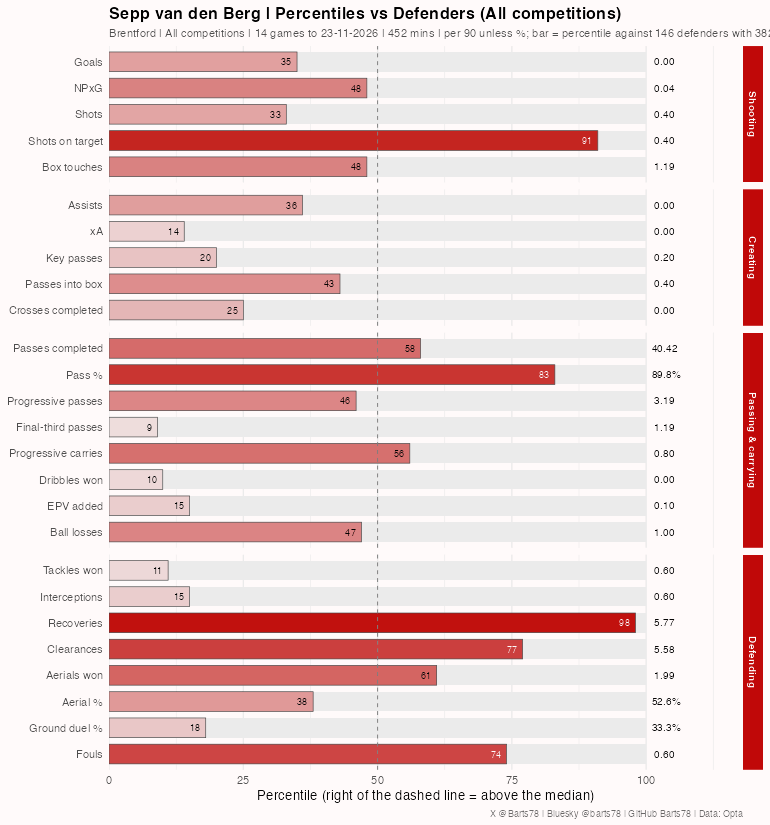 Sepp van den Berg | Percentiles vs Defenders (All competitions)
Brentford | All competitions | 14 games to 23-11-2026 | 452 mins | per 90 unless %; bar = percentile against 146 defenders with 382
Goals 35 0.00
NPxG 48 0.04
Shots 33 0.40
Shots on target 91 0.40
Box touches 48 1.19
Shooting
Assists 36 0.00
xA 14 0.00
Key passes 20 0.20
Passes into box 43 0.40
Crosses completed 25 0.00
Creating
Passes completed 58 40.42
Pass % 83 89.8%
Progressive passes 46 3.19
Final-third passes 9 1.19
Progressive carries 56 0.80
Dribbles won 10 0.00
EPV added 15 0.10
Ball losses 47 1.00
Passing & carrying
Tackles won 11 0.60
Interceptions 15 0.60
Recoveries 98 5.77
Clearances 77 5.58
Aerials won 61 1.99
Aerial % 38 52.6%
Ground duel % 18 33.3%
Fouls 74 0.60
Defending
0 25 50 75 100
Percentile (right of the dashed line = above the median)
X @Barts78 | Bluesky @barts78 | GitHub Barts78 | Data: Opta